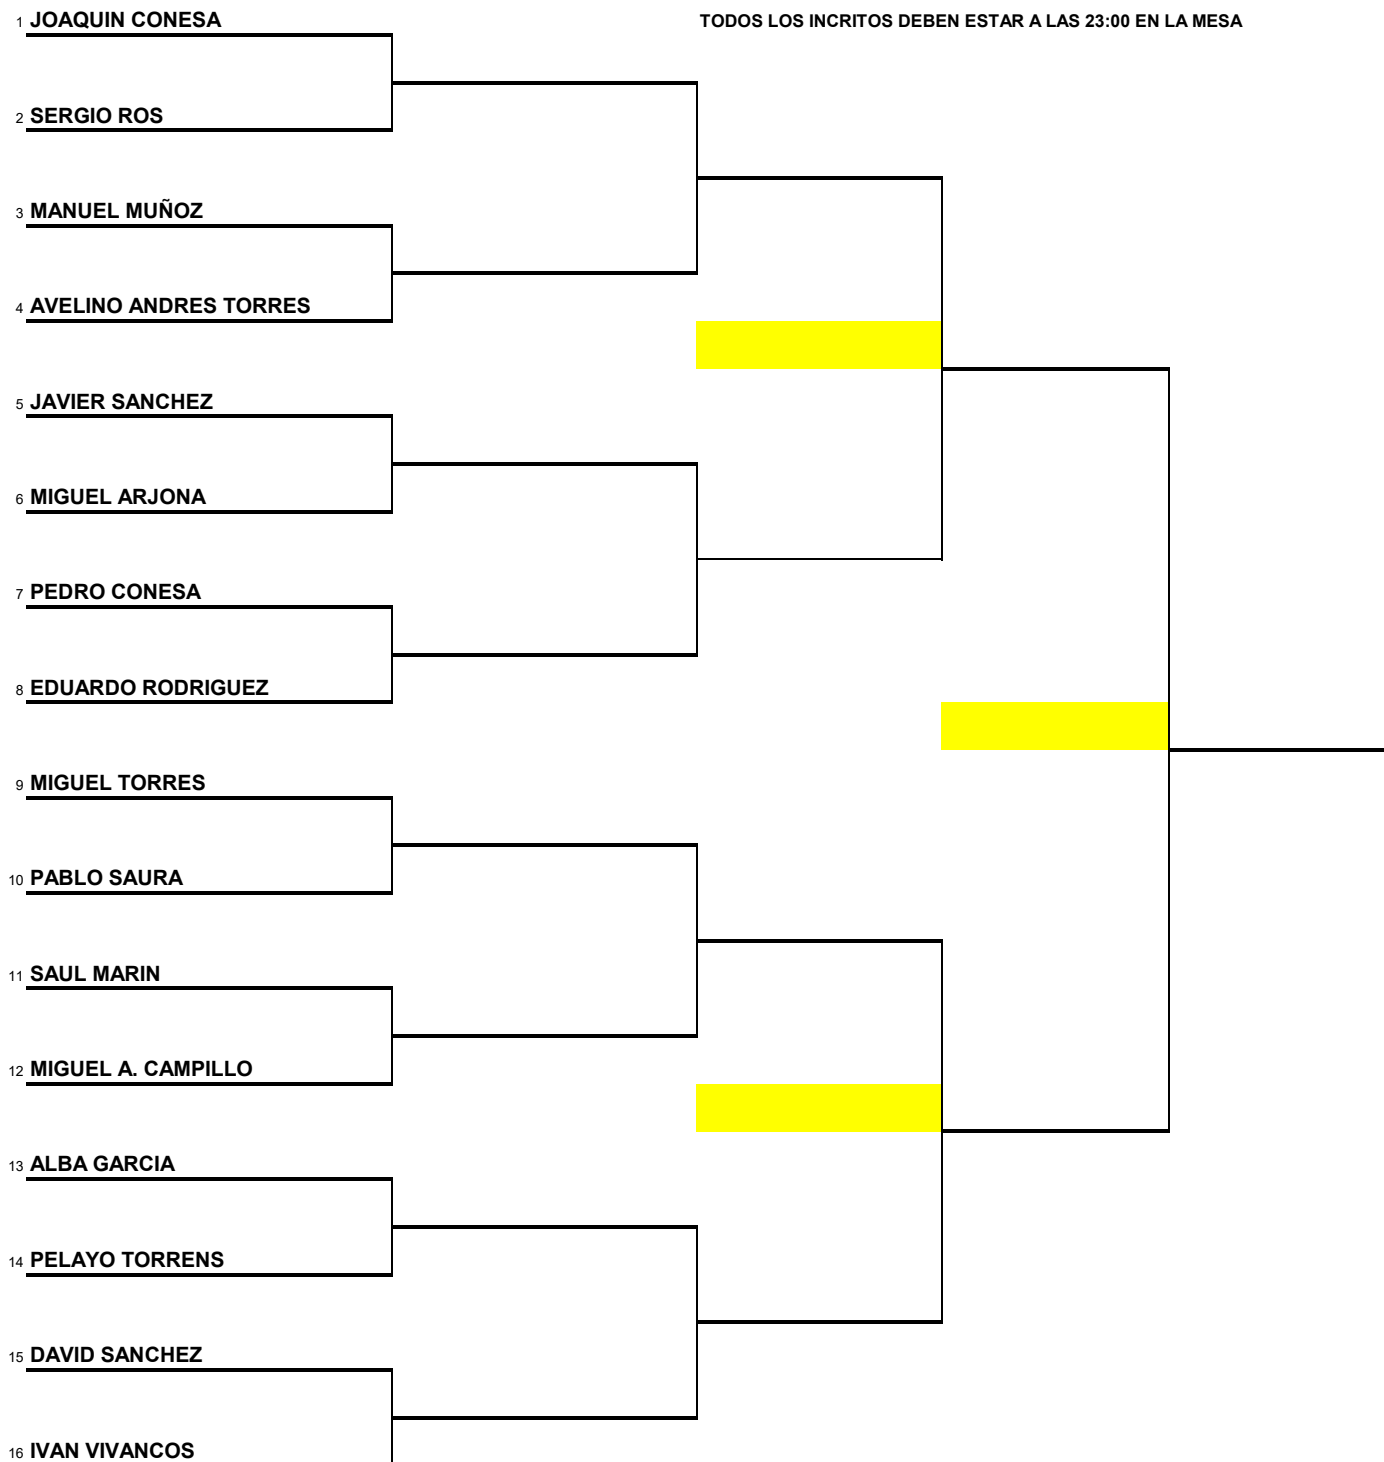 1 JOAQUIN CONESA
TODOS LOS INCRITOS DEBEN ESTAR A LAS 23:00 EN LA MESA
2 SERGIO ROS
3 MANUEL MUÑOZ
4 AVELINO ANDRES TORRES
5 JAVIER SANCHEZ
6 MIGUEL ARJONA
7 PEDRO CONESA
8 EDUARDO RODRIGUEZ
9 MIGUEL TORRES
10 PABLO SAURA
11 SAUL MARIN
12 MIGUEL A. CAMPILLO
13 ALBA GARCIA
14 PELAYO TORRENS
15 DAVID SANCHEZ
16 IVAN VIVANCOS